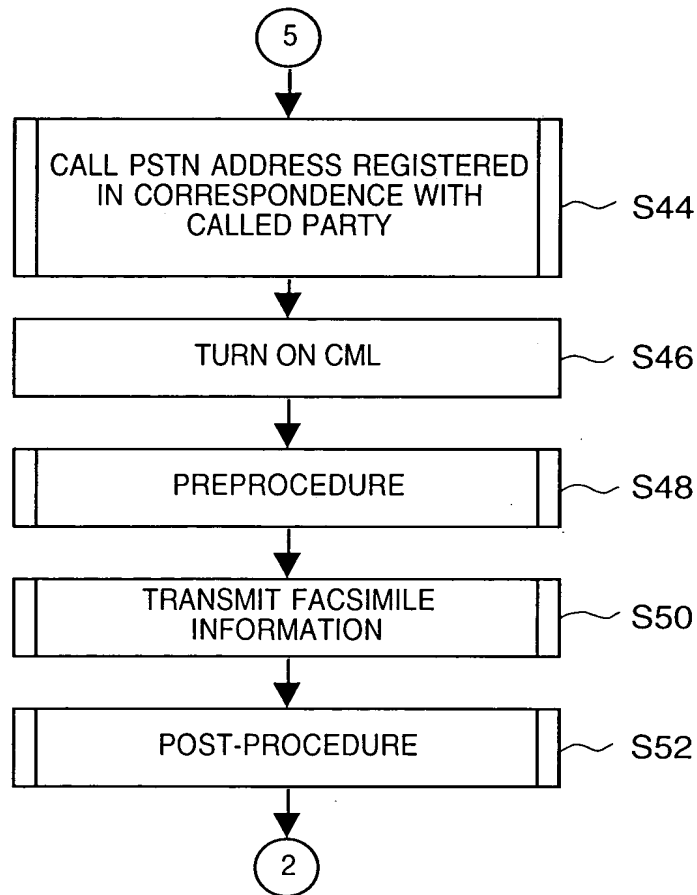 5
CALL PSTN ADDRESS REGISTERED
IN CORRESPONDENCE WITH
CALLED PARTY
S44
TURN ON CML
S46
PREPROCEDURE
S48
TRANSMIT FACSIMILE
INFORMATION
S50
POST-PROCEDURE
S52
2